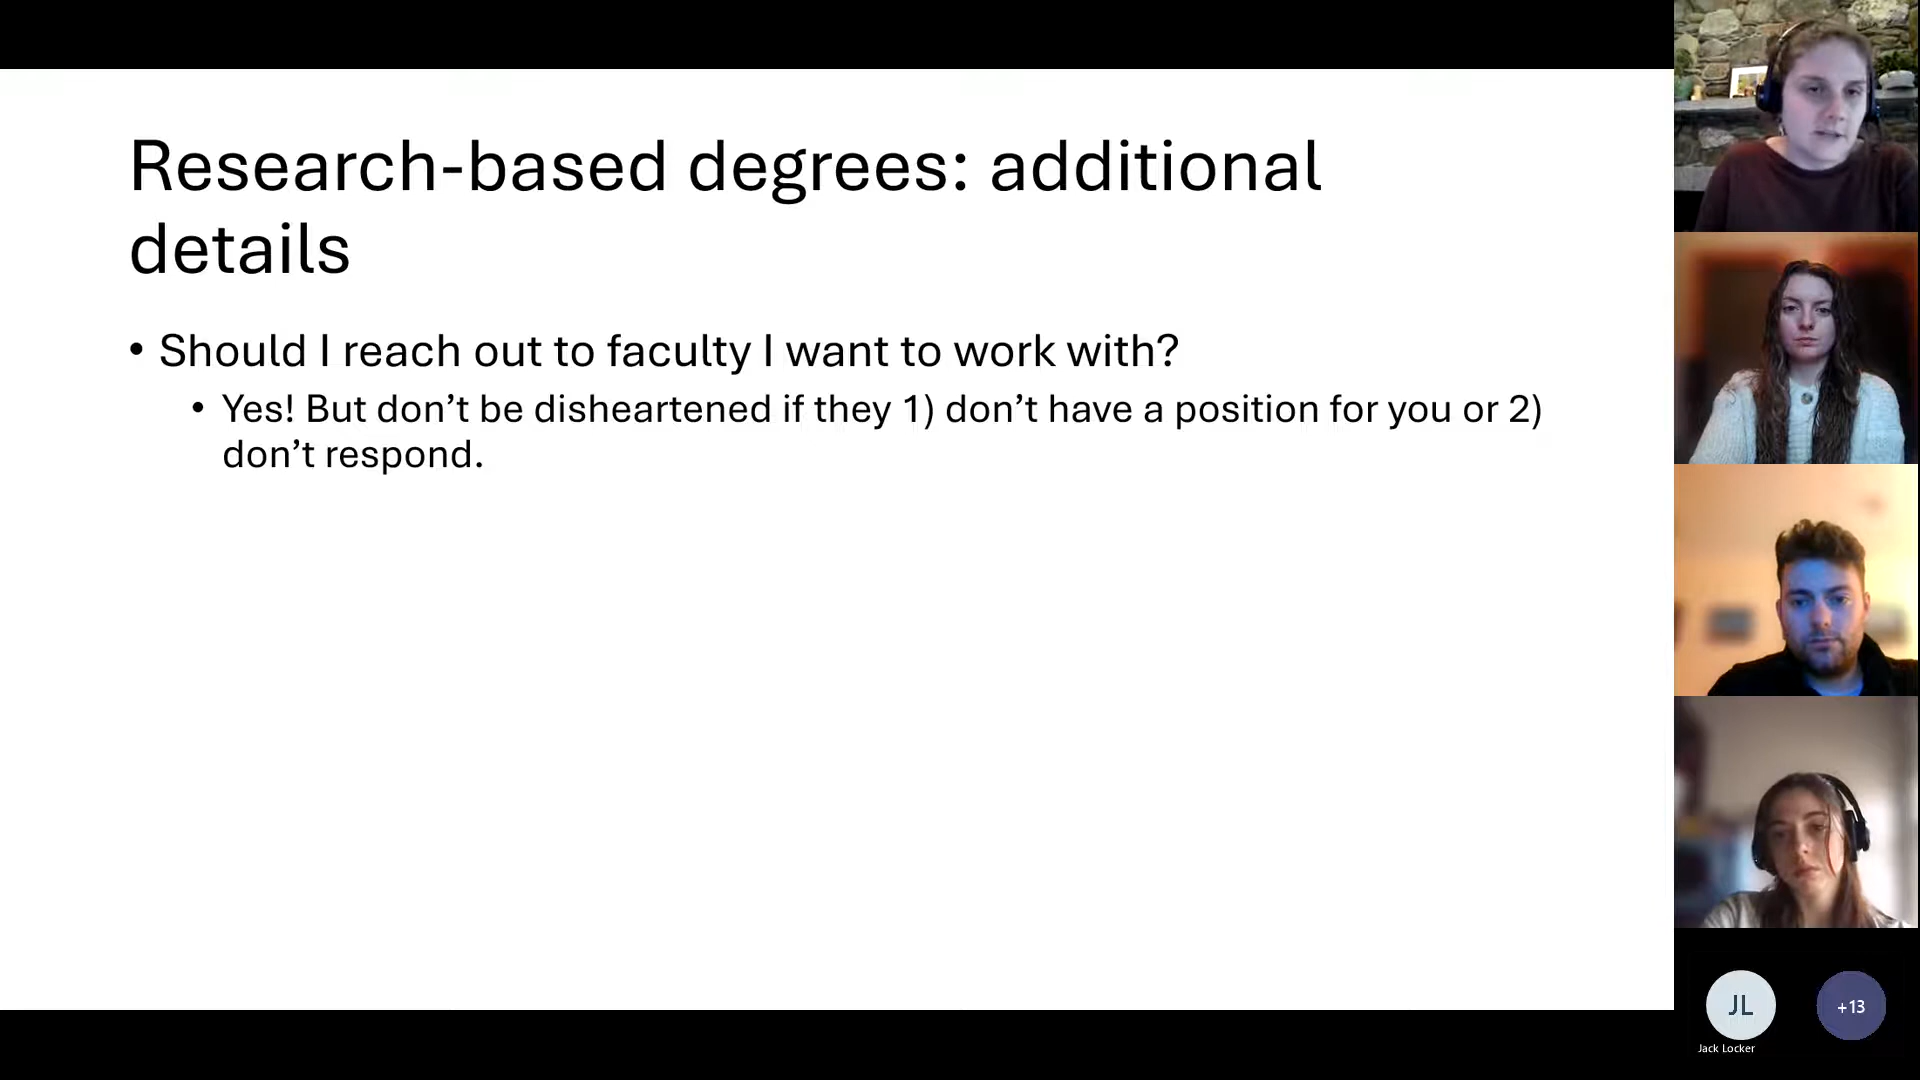 Research-based degrees: additional
details
• Should I reach out to faculty I want to work with?
• Yes! But don’t be disheartened if they 1) don’t have a position for you or 2)
don’t respond.
JL
+13
Jack Locker